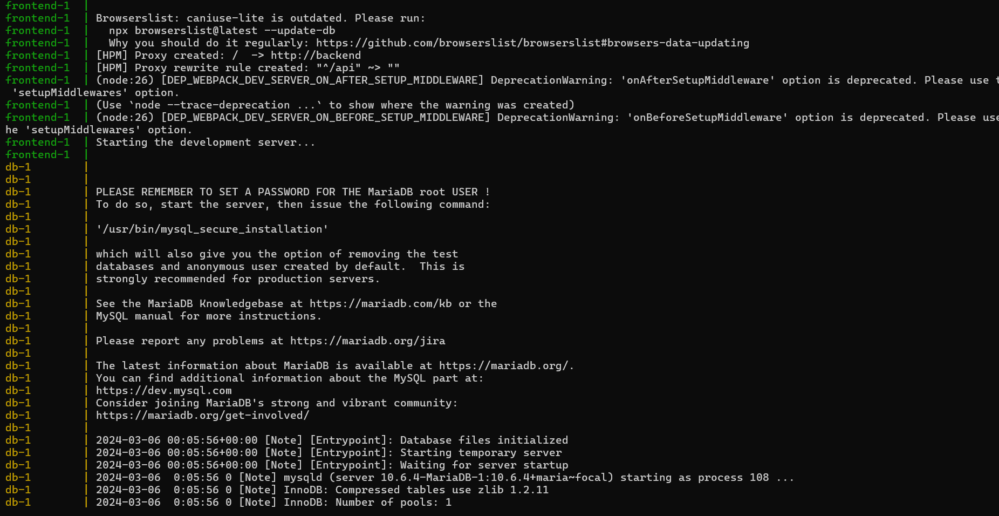 frontend-1  |
frontend-1  | Browserslist: caniuse-lite is outdated. Please run:
frontend-1  |   npx browserslist@latest --update-db
frontend-1  |   Why you should do it regularly: https://github.com/browserslist/browserslist#browsers-data-updating
frontend-1  | [HPM] Proxy created: /  -> http://backend
frontend-1  | [HPM] Proxy rewrite rule created: "^/api" ~> ""
frontend-1  | (node:26) [DEP_WEBPACK_DEV_SERVER_ON_AFTER_SETUP_MIDDLEWARE] DeprecationWarning: 'onAfterSetupMiddleware' option is deprecated. Please use t
 'setupMiddlewares' option.
frontend-1  | (Use `node --trace-deprecation ...` to show where the warning was created)
frontend-1  | (node:26) [DEP_WEBPACK_DEV_SERVER_ON_BEFORE_SETUP_MIDDLEWARE] DeprecationWarning: 'onBeforeSetupMiddleware' option is deprecated. Please use
he 'setupMiddlewares' option.
frontend-1  | Starting the development server...
frontend-1  |
db-1        |
db-1        |
db-1        | PLEASE REMEMBER TO SET A PASSWORD FOR THE MariaDB root USER !
db-1        | To do so, start the server, then issue the following command:
db-1        |
db-1        | '/usr/bin/mysql_secure_installation'
db-1        |
db-1        | which will also give you the option of removing the test
db-1        | databases and anonymous user created by default.  This is
db-1        | strongly recommended for production servers.
db-1        |
db-1        | See the MariaDB Knowledgebase at https://mariadb.com/kb or the
db-1        | MySQL manual for more instructions.
db-1        |
db-1        | Please report any problems at https://mariadb.org/jira
db-1        |
db-1        | The latest information about MariaDB is available at https://mariadb.org/.
db-1        | You can find additional information about the MySQL part at:
db-1        | https://dev.mysql.com
db-1        | Consider joining MariaDB's strong and vibrant community:
db-1        | https://mariadb.org/get-involved/
db-1        |
db-1        | 2024-03-06 00:05:56+00:00 [Note] [Entrypoint]: Database files initialized
db-1        | 2024-03-06 00:05:56+00:00 [Note] [Entrypoint]: Starting temporary server
db-1        | 2024-03-06 00:05:56+00:00 [Note] [Entrypoint]: Waiting for server startup
db-1        | 2024-03-06  0:05:56 0 [Note] mysqld (server 10.6.4-MariaDB-1:10.6.4+maria~focal) starting as process 108 ...
db-1        | 2024-03-06  0:05:56 0 [Note] InnoDB: Compressed tables use zlib 1.2.11
db-1        | 2024-03-06  0:05:56 0 [Note] InnoDB: Number of pools: 1